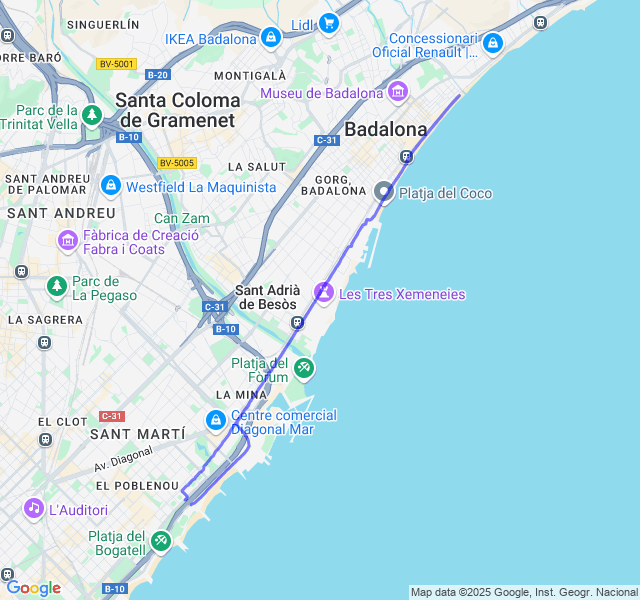 SINGUERLÍN
Lidl
IKEA Badalona
Concessionari
Oficial Renault |...
BV-5001
B-20
MONTIGALÀ
Museu de Badalona
Parc de la
Trinitat Vella
Santa Coloma
de Gramenet
B-10
C-31
Badalona
BV-5005
LA SALUT
SANT ANDREU
DE PALOMAR
Westfield La Maquinista
GORG,
BADALONA
Platja del Coco
SANT ANDREU
Can Zam
Fàbrica de Creació
Fabra i Coats
Parc de
La Pegaso
Sant Adrià
de Besòs
Les Tres Xemeneies
C-31
B-10
LA SAGRERA
Platja del
Fòrum
LA MINA
C-31
Centre comercial
Diagonal Mar
EL CLOT
SANT MARTÍ
Av. Diagonal
EL POBLENOU
L'Auditori
Platja del
Bogatell
B-10
Google
Map data ©2025 Google, Inst. Geogr. Nacional